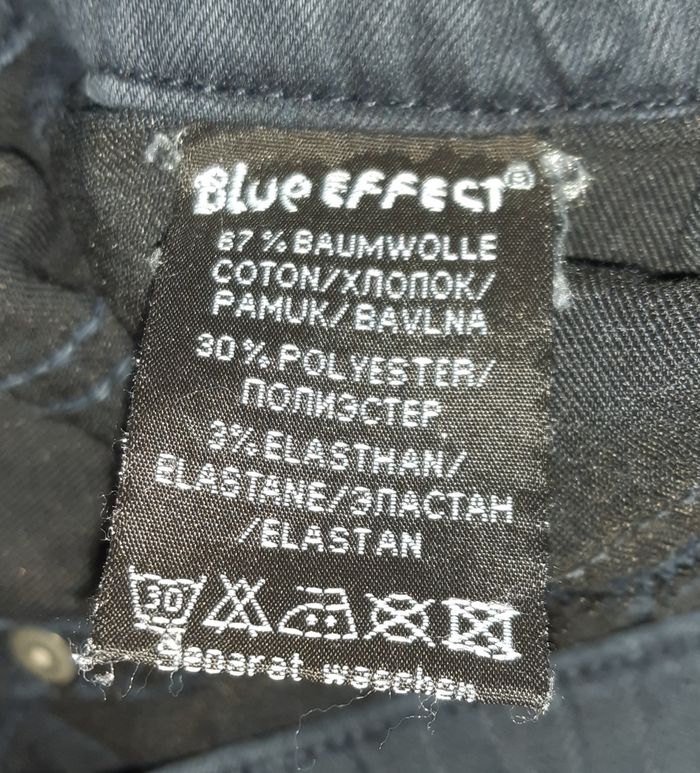 Blue EFFECT®
67 % BAUMWOLLE
COTON/ХЛОПОК/
PAMUK/ BAVLNA
30 % POLYESTER/
ПОЛИЭСТЕР
3% ELASTHAN/
ELASTANE/ЭЛАСТАН
/ELASTAN
30
Separat waschen